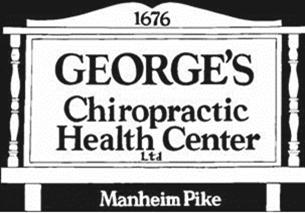 1676
GEORGE'S
Chiropractic
Health Center
Ltd
Manheim Pike